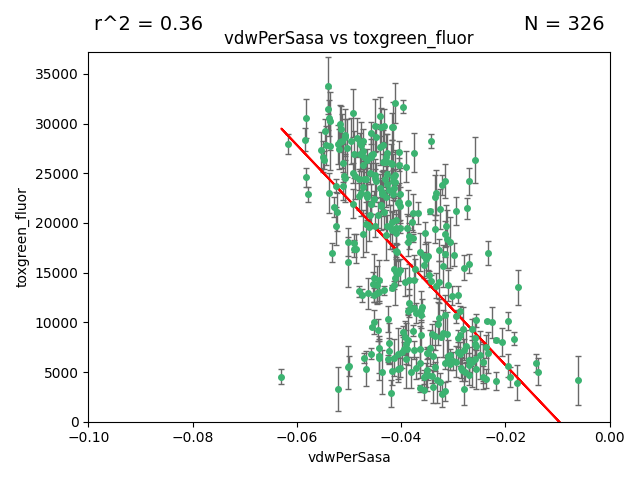 r^2 = 0.36
N = 326
vdwPerSasa vs toxgreen_fluor
toxgreen_fluor
35000
30000
25000
20000
15000
10000
5000
0
−0.10
−0.08
−0.06
−0.04
−0.02
0.00
vdwPerSasa